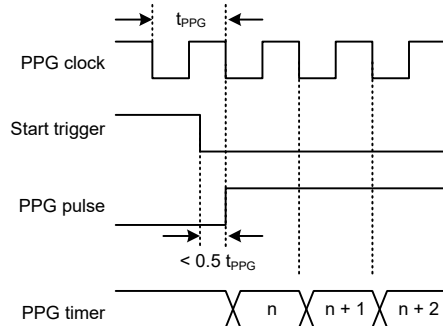 tPPG
PPG clock
Start trigger
PPG pulse
< 0.5 tPPG
PPG timer
n
n + 1
n + 2